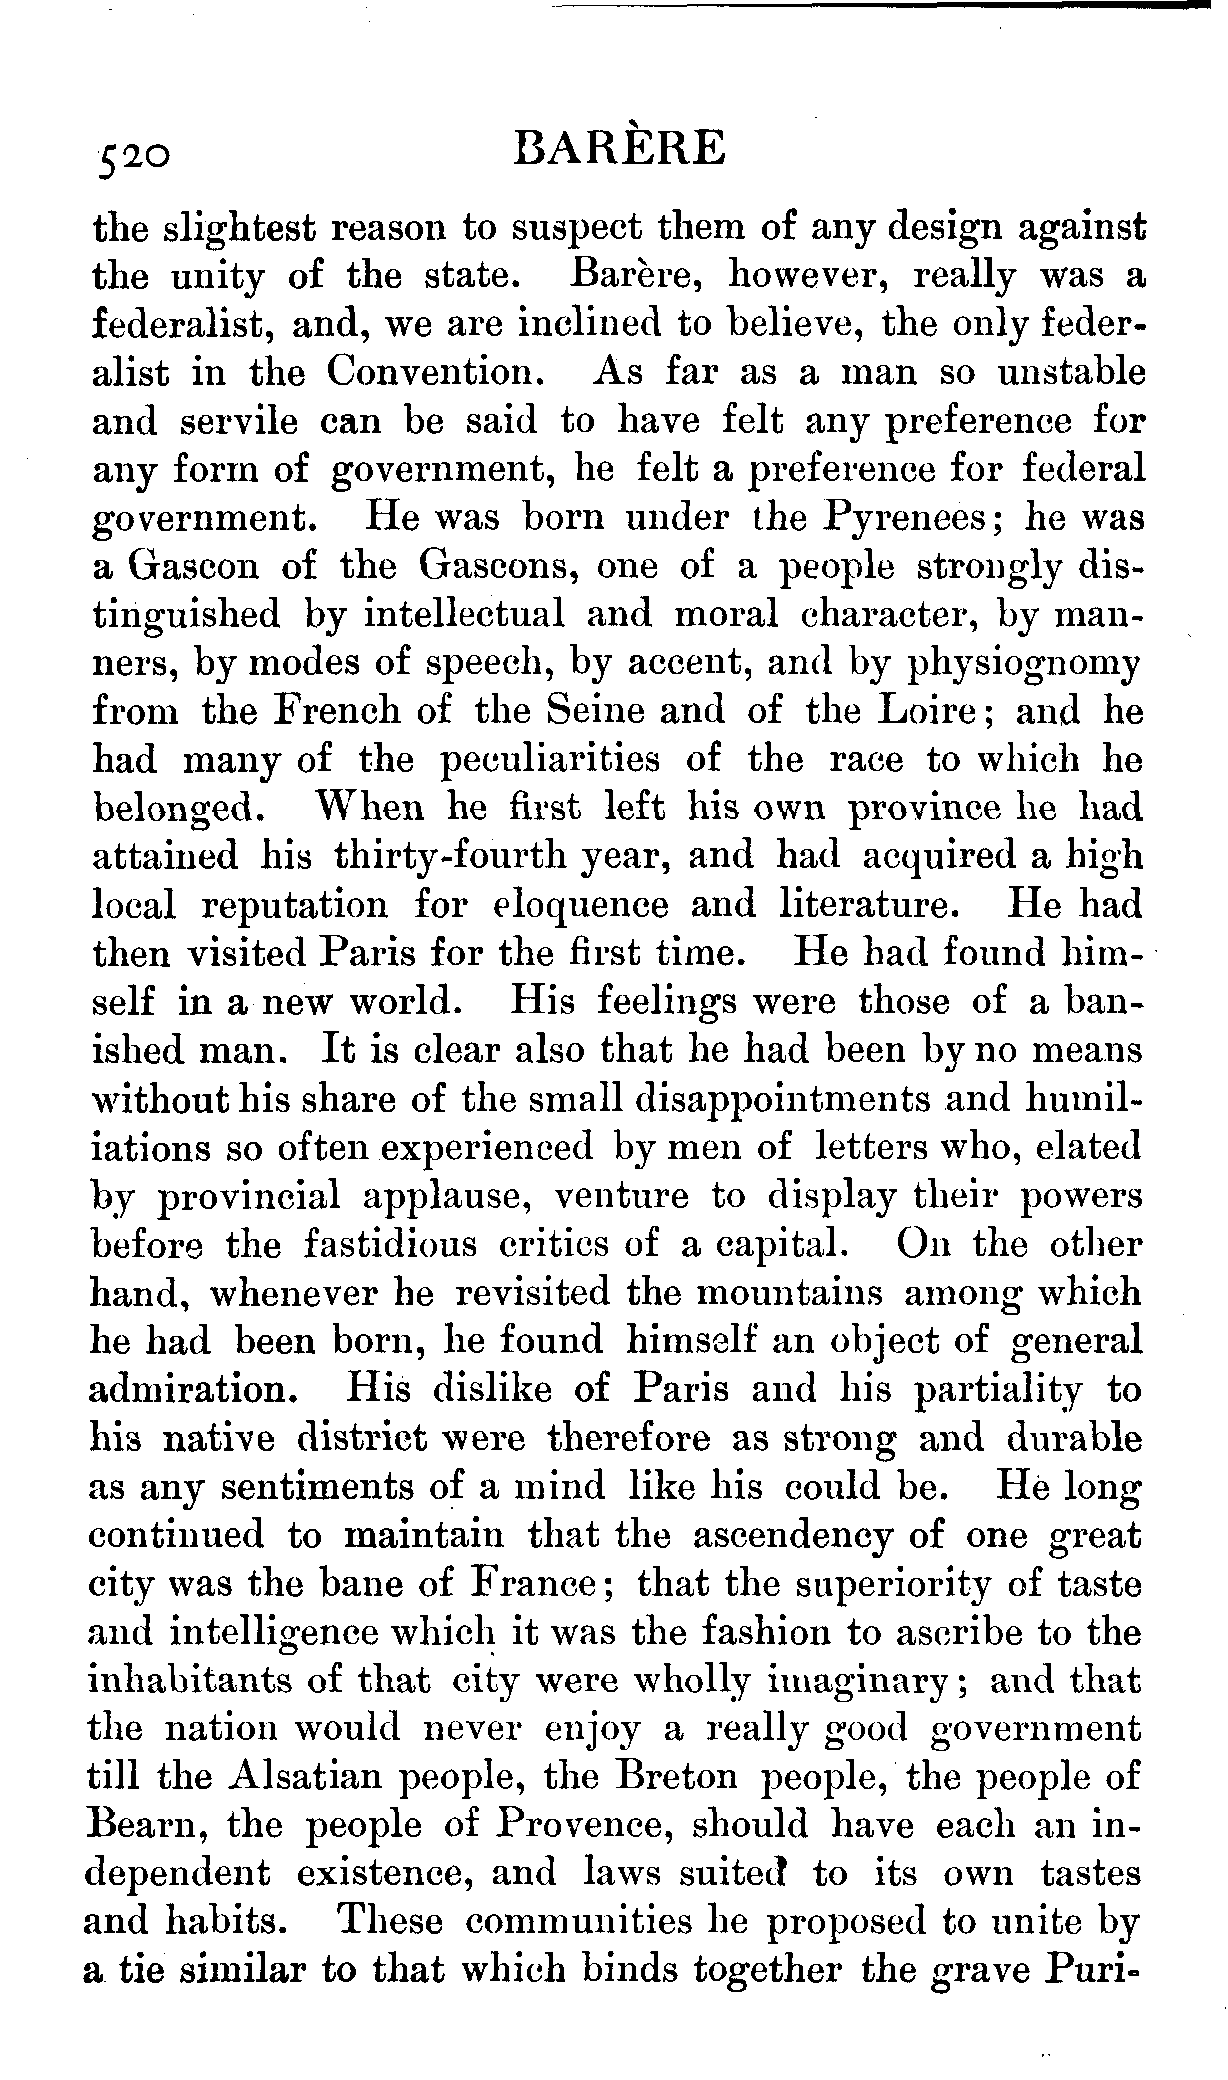 520 BARÈRE
the slightest reason to suspect them of any design against
the unity of the state. Barère, however, really was a
federalist, and, we are inclined to believe, the only feder-
alist in the Convention. As far as a man so unstable
and servile can be said to have felt any preference for
any form of government, he felt a preference for federal
government. He was born under the Pyrenees; he was
a Gascon of the Gascons, one of a people strongly dis-
tinguished by intellectual and moral character, by man-
ners, by modes of speech, by accent, and by physiognomy
from the French of the Seine and of the Loire; and he
had many of the peculiarities of the race to which he
belonged. When he first left his own province he had
attained his thirty-fourth year, and had acquired a high
local reputation for eloquence and literature. He had
then visited Paris for the first time. He had found him-
self in a new world. His feelings were those of a ban-
ished man. It is clear also that he had been by no means
without his share of the small disappointments and humil-
iations so often experienced by men of letters who, elated
by provincial applause, venture to display their powers
before the fastidious critics of a capital. On the other
hand, whenever he revisited the mountains among which
he had been born, he found himself an object of general
admiration. His dislike of Paris and his partiality to
his native district were therefore as strong and durable
as any sentiments of a mind like his could be. He long
continued to maintain that the ascendency of one great
city was the bane of France; that the superiority of taste
and intelligence which it was the fashion to ascribe to the
inhabitants of that city were wholly imaginary; and that
the nation would never enjoy a really good government
till the Alsatian people, the Breton people, the people of
Bearn, the people of Provence, should have each an in-
dependent existence, and laws suited to its own tastes
and habits. These communities he proposed to unite by
a tie similar to that which binds together the grave Puri-